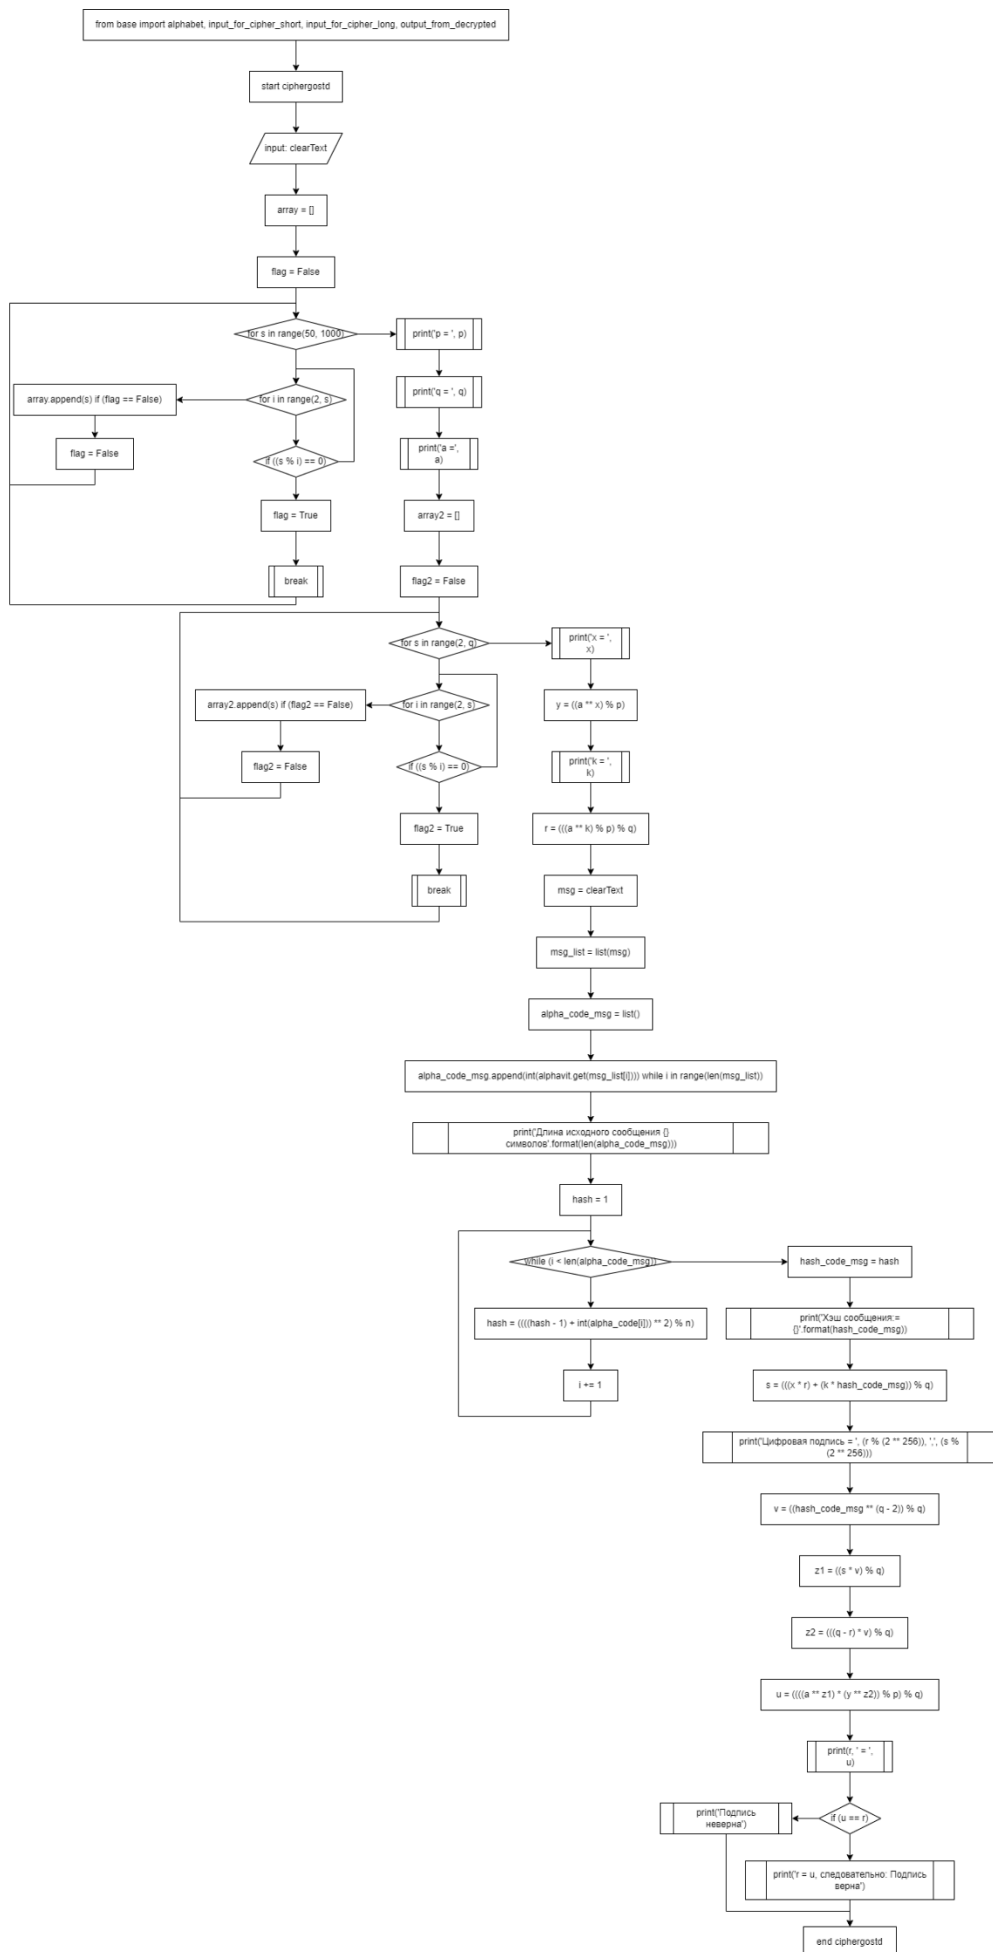 from base import alphabet, input_for_cipher_short, input_for_cipher_long, output_from_decrypted
start ciphergostd
input: clearText
array = []
flag = False
for s in range(50, 1000)
for i in range(2, s)
array.append(s) if (flag == False)
flag = False
if ((s % i) == 0)
flag = True
break
print('p = ', p)
print('q = ', q)
print('a =',
a)
array2 = []
flag2 = False
for s in range(2, q)
for i in range(2, s)
array2.append(s) if (flag2 == False)
flag2 = False
if ((s % i) == 0)
flag2 = True
break
print('x = ',
x)
y = ((a ** x) % p)
print('k = ',
k)
r = (((a ** k) % p) % q)
msg = clearText
msg_list = list(msg)
alpha_code_msg = list()
alpha_code_msg.append(int(alphavit.get(msg_list[i]))) while i in range(len(msg_list))
print('Длина исходного сообщения {}
символов'.format(len(alpha_code_msg)))
hash = 1
while (i < len(alpha_code_msg))
hash = ((((hash - 1) + int(alpha_code[i])) ** 2) % n)
i += 1
hash_code_msg = hash
print('Хэш сообщения:=
{}'.format(hash_code_msg))
s = (((x * r) + (k * hash_code_msg)) % q)
print('Цифровая подпись = ', (r % (2 ** 256)), ',', (s %
(2 ** 256)))
v = ((hash_code_msg ** (q - 2)) % q)
z1 = ((s * v) % q)
z2 = (((q - r) * v) % q)
u = ((((a ** z1) * (y ** z2)) % p) % q)
print(r, ' = ',
u)
if (u == r)
print('Подпись
неверна')
print('r = u, следовательно: Подпись
верна')
end ciphergostd